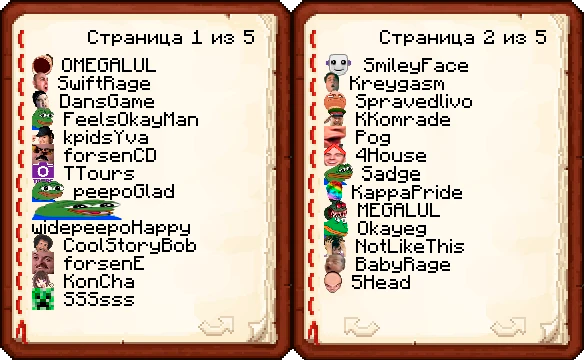 Страница 1 из 5
OMEGALUL
SwiftRage
DansGame
FeelsOkayMan
kpidsYva
forsenCD
TTours
peepoGlad
widepeepoHappy
CoolStoryBob
forsenE
KonCha
SSSsss
Страница 2 из 5
SmileyFace
Kreygasm
Spravedlivo
KKomrade
Pog
4House
Sadge
KappaPride
MEGALUL
Okayeg
NotLikeThis
BabyRage
5Head